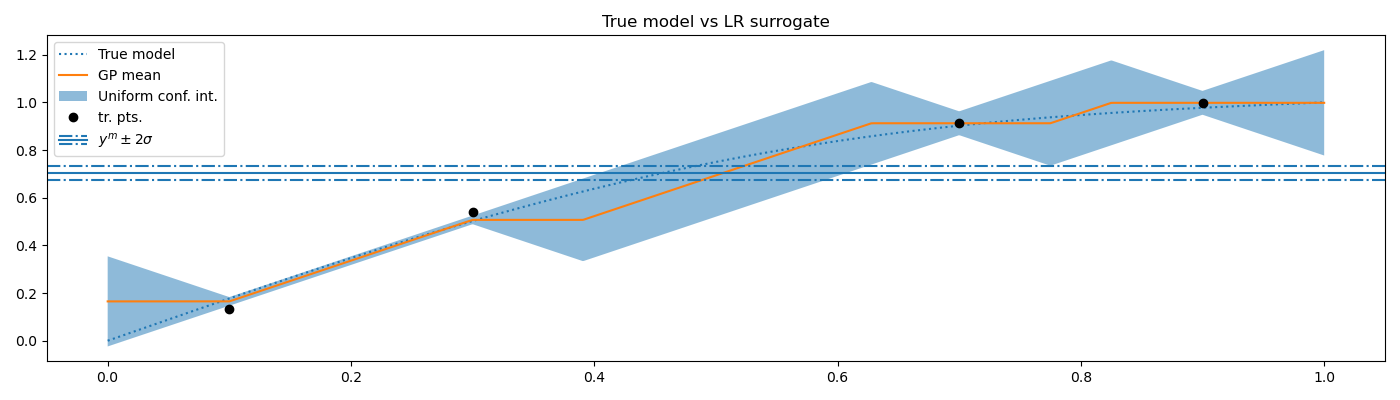 True model vs LR surrogate
1.2
1.0
0.8
0.6
0.4
0.2
0.0
True model
GP mean
Uniform conf. int.
tr. pts.
y^m ± 2σ
0.0 0.2 0.4 0.6 0.8 1.0